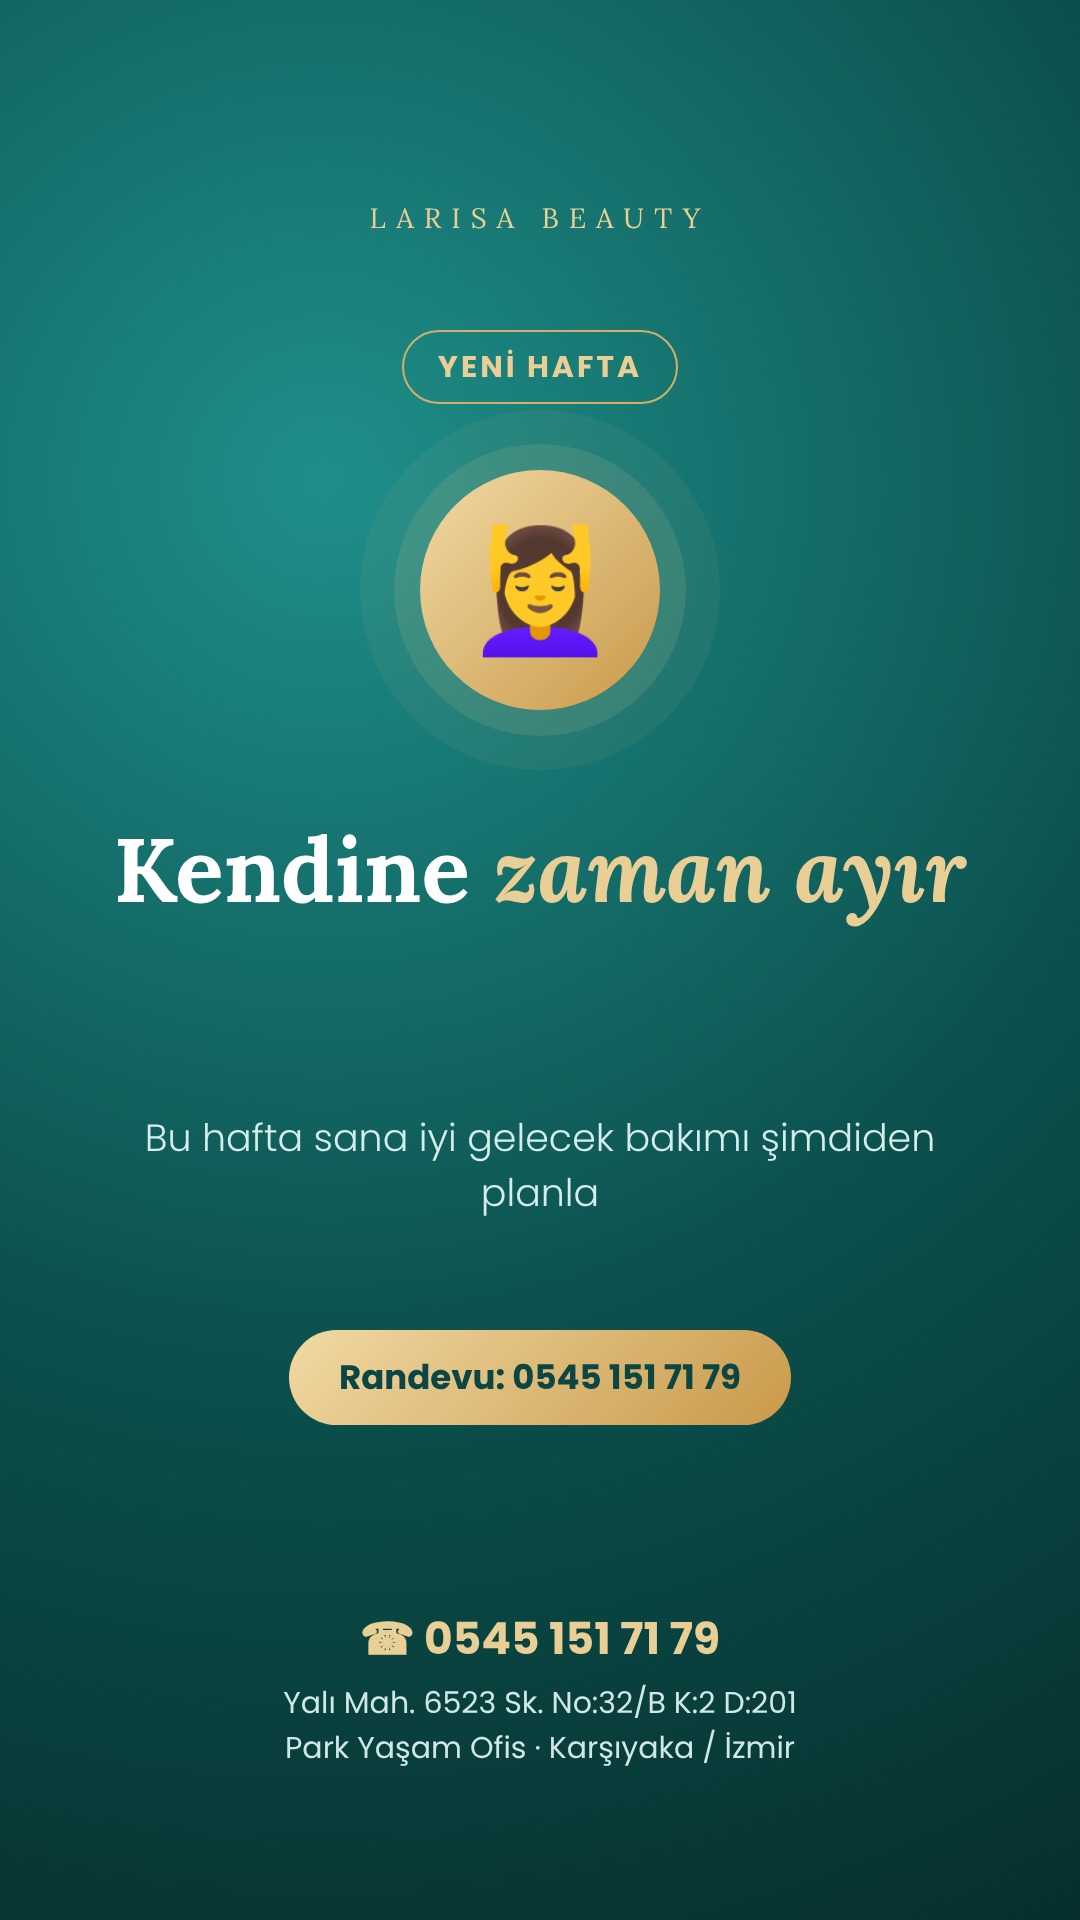 LARISA BEAUTY
YENİ HAFTA
Kendine zaman ayır
Bu hafta sana iyi gelecek bakımı şimdiden
planla
Randevu: 0545 151 71 79
☎ 0545 151 71 79
Yalı Mah. 6523 Sk. No:32/B K:2 D:201
Park Yaşam Ofis · Karşıyaka / İzmir